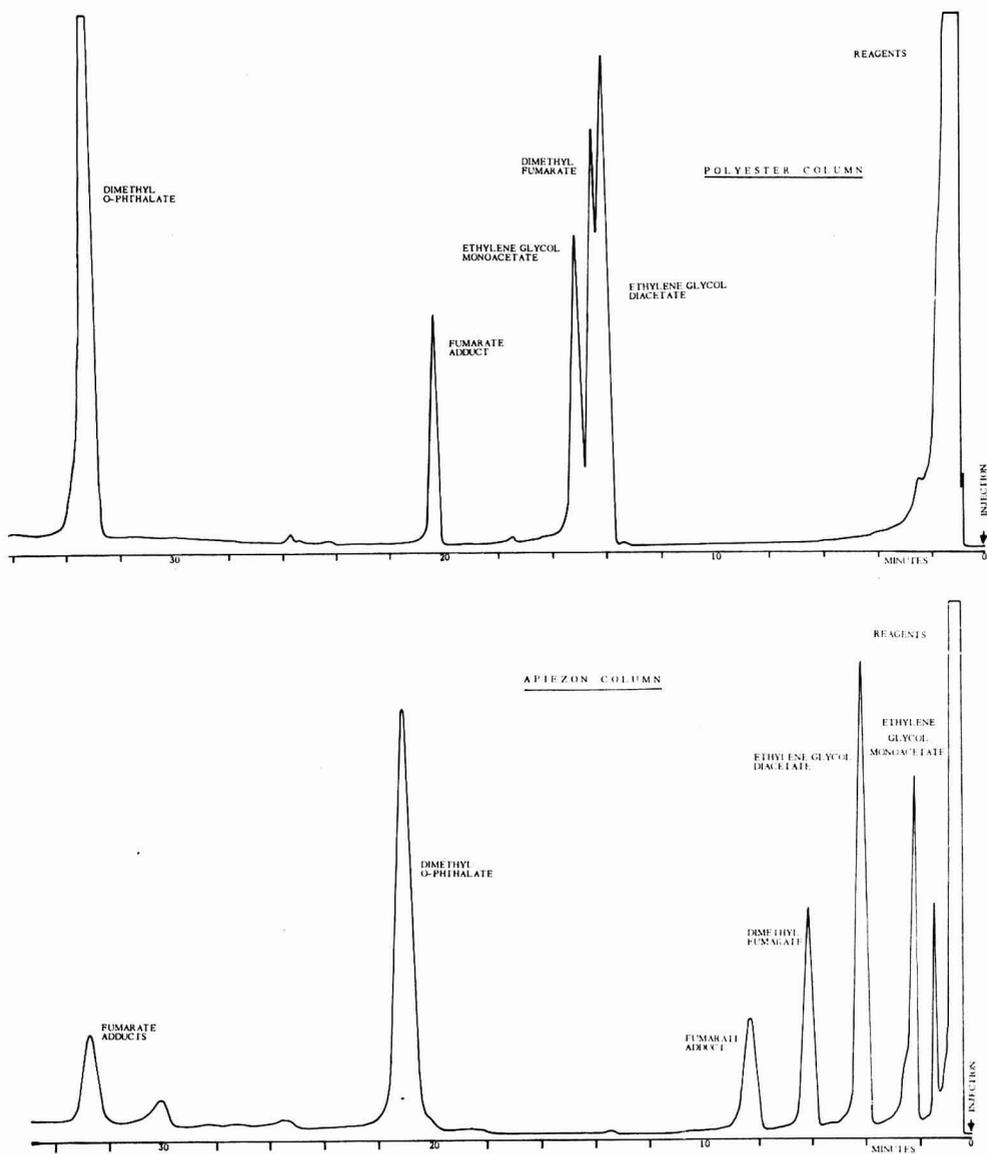 REAGENTS
DIMETHYL
O-PHTHALATE
DIMETHYL
FUMARATE
POLYESTER COLUMN
ETHYLENE GLYCOL
MONOACETATE
ETHYLENE GLYCOL
DIACETATE
FUMARATE
ADDUCT
INJECTION
30
20
10
MINUTES
0
REAGENTS
APIEZON COLUMN
ETHYLENE
GLYCOL
MONOACETATE
ETHYLENE GLYCOL
DIACETATE
DIMETHYL
O-PHTHALATE
DIMETHYL
FUMARATE
FUMARATE
ADDUCTS
FUMARATE
ADDUCT
INJECTION
30
20
10
MINUTES
0